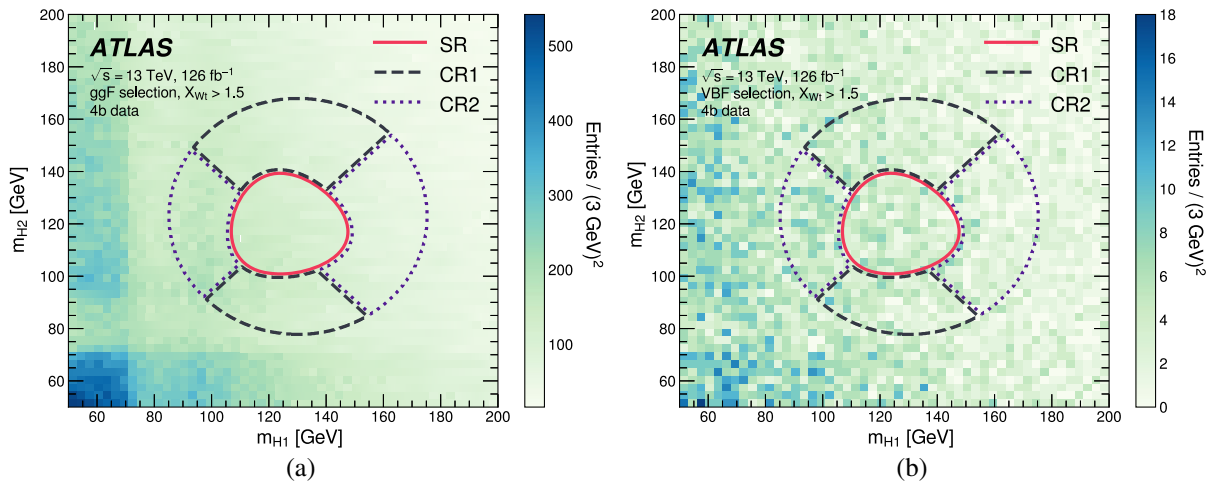 ATLAS
√s = 13 TeV, 126 fb⁻¹
ggF selection, X_Wt > 1.5
4b data
SR
CR1
CR2
200
180
160
140
120
100
80
60
m_H2 [GeV]
60 80 100 120 140 160 180 200
m_H1 [GeV]
500
400
300
200
100
Entries / (3 GeV)²
(a)
ATLAS
√s = 13 TeV, 126 fb⁻¹
VBF selection, X_Wt > 1.5
4b data
SR
CR1
CR2
200
180
160
140
120
100
80
60
m_H2 [GeV]
60 80 100 120 140 160 180 200
m_H1 [GeV]
18
16
14
12
10
8
6
4
2
0
Entries / (3 GeV)²
(b)